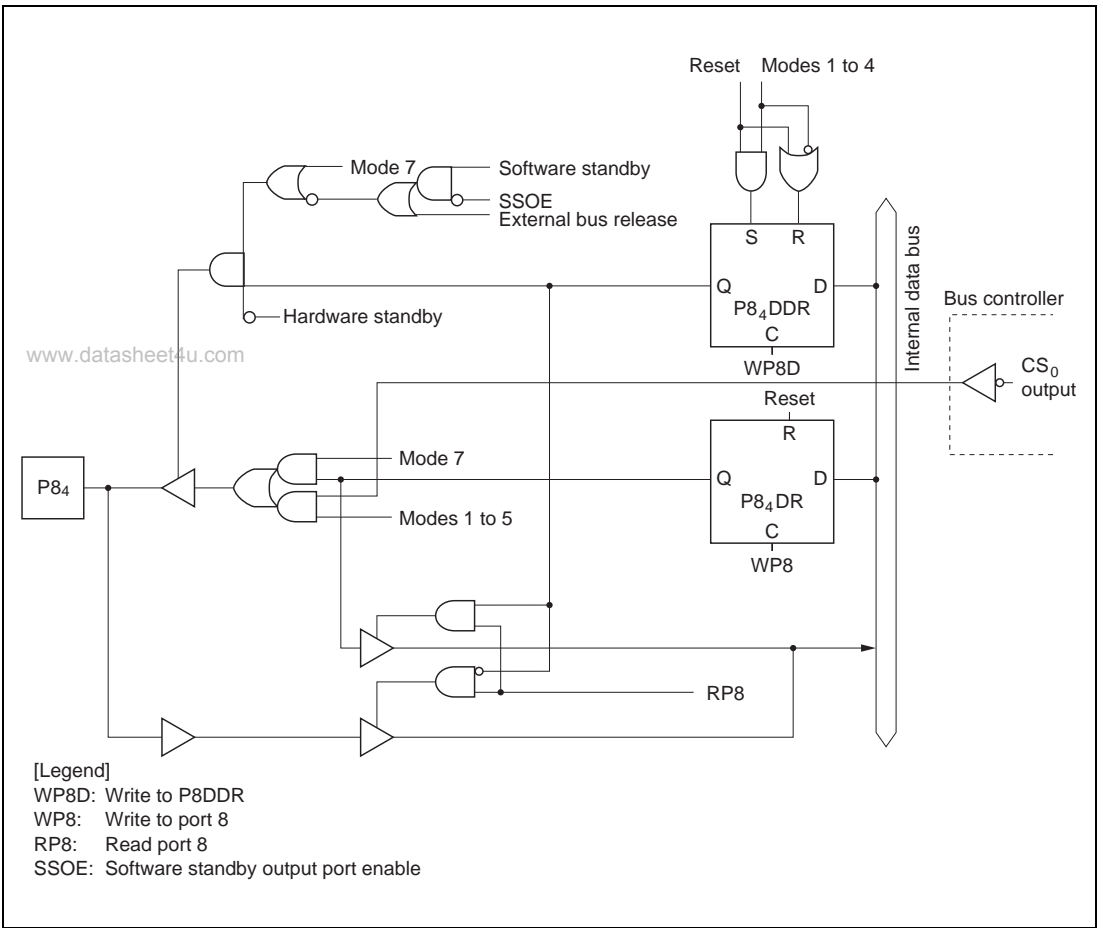 Reset Modes 1 to 4
Mode 7
Software standby
SSOE
External bus release
S R
Q D
P8₄DDR
C
WP8D
Hardware standby
www.datasheet4u.com
Internal data bus
Bus controller
CS₀
output
Reset
R
Q D
P8₄DR
C
WP8
Mode 7
P8₄
Modes 1 to 5
RP8
[Legend]
WP8D: Write to P8DDR
WP8: Write to port 8
RP8: Read port 8
SSOE: Software standby output port enable